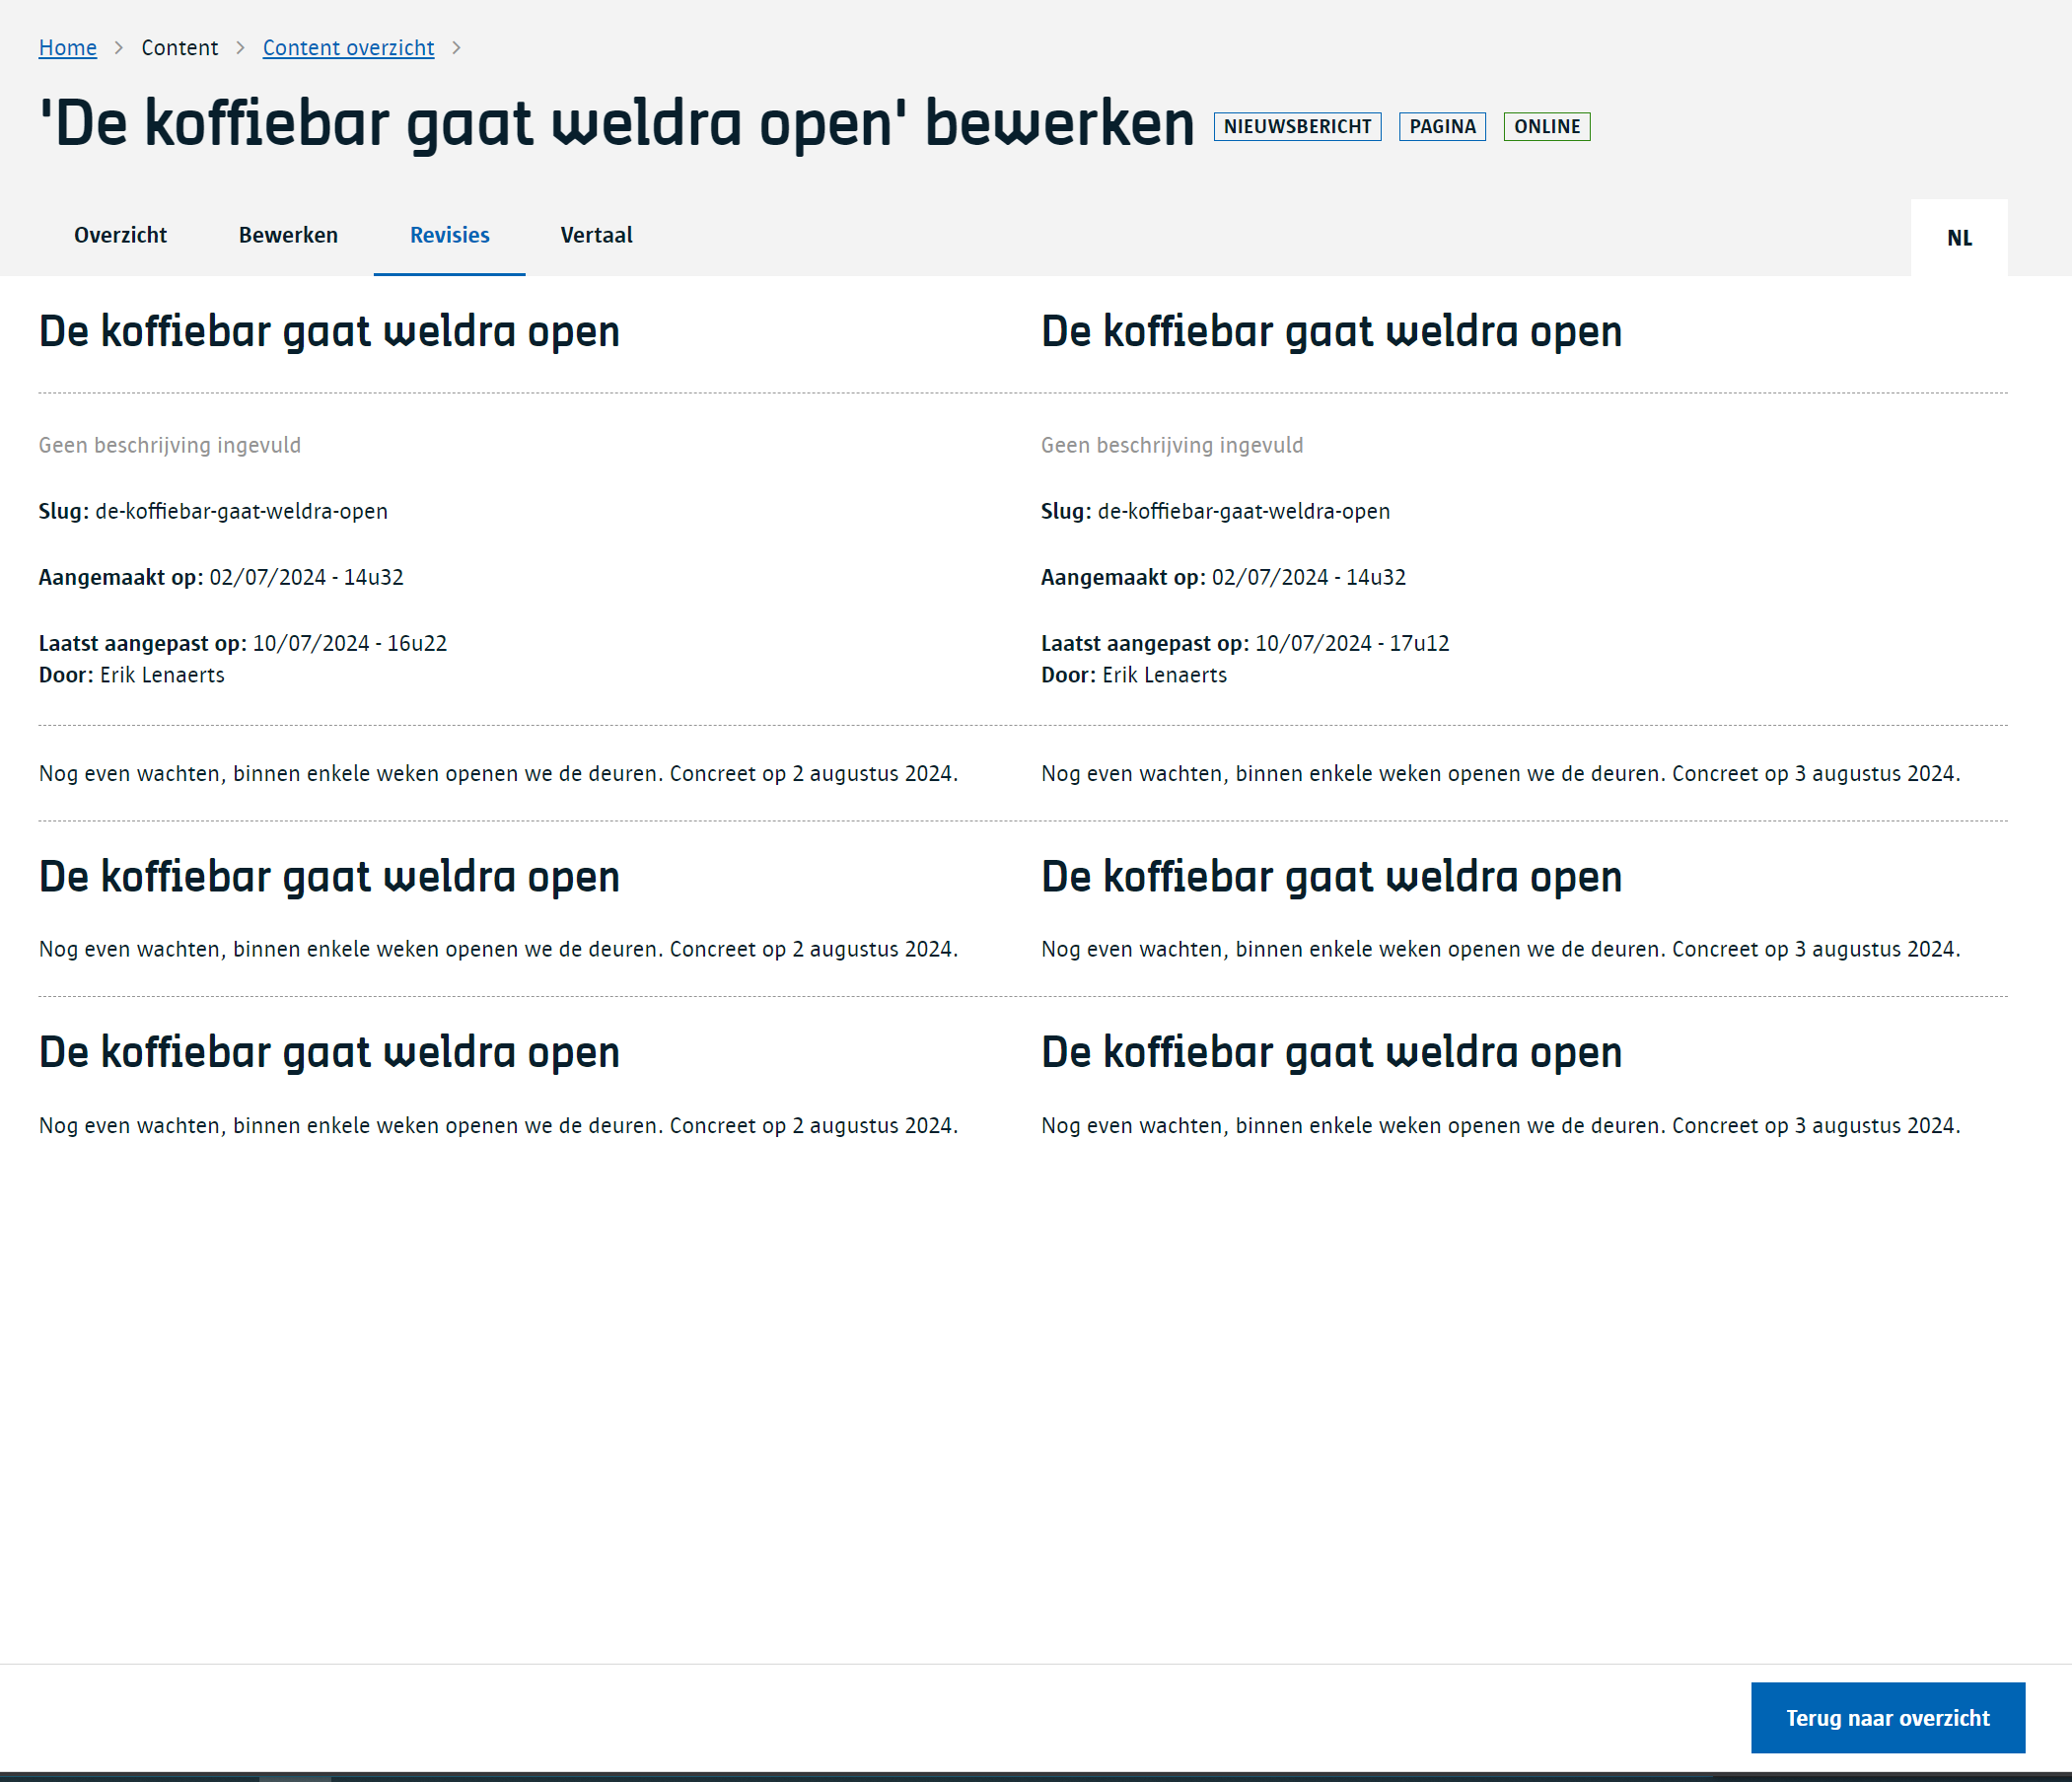 Home > Content > Content overzicht >
'De koffiebar gaat weldra open' bewerken NIEUWSBERICHT PAGINA ONLINE
Overzicht Bewerken Revisies Vertaal NL
De koffiebar gaat weldra open De koffiebar gaat weldra open
Geen beschrijving ingevuld Geen beschrijving ingevuld
Slug: de-koffiebar-gaat-weldra-open Slug: de-koffiebar-gaat-weldra-open
Aangemaakt op: 02/07/2024 - 14u32 Aangemaakt op: 02/07/2024 - 14u32
Laatst aangepast op: 10/07/2024 - 16u22 Laatst aangepast op: 10/07/2024 - 17u12
Door: Erik Lenaerts Door: Erik Lenaerts
Nog even wachten, binnen enkele weken openen we de deuren. Concreet op 2 augustus 2024. Nog even wachten, binnen enkele weken openen we de deuren. Concreet op 3 augustus 2024.
De koffiebar gaat weldra open De koffiebar gaat weldra open
Nog even wachten, binnen enkele weken openen we de deuren. Concreet op 2 augustus 2024. Nog even wachten, binnen enkele weken openen we de deuren. Concreet op 3 augustus 2024.
De koffiebar gaat weldra open De koffiebar gaat weldra open
Nog even wachten, binnen enkele weken openen we de deuren. Concreet op 2 augustus 2024. Nog even wachten, binnen enkele weken openen we de deuren. Concreet op 3 augustus 2024.
Terug naar overzicht